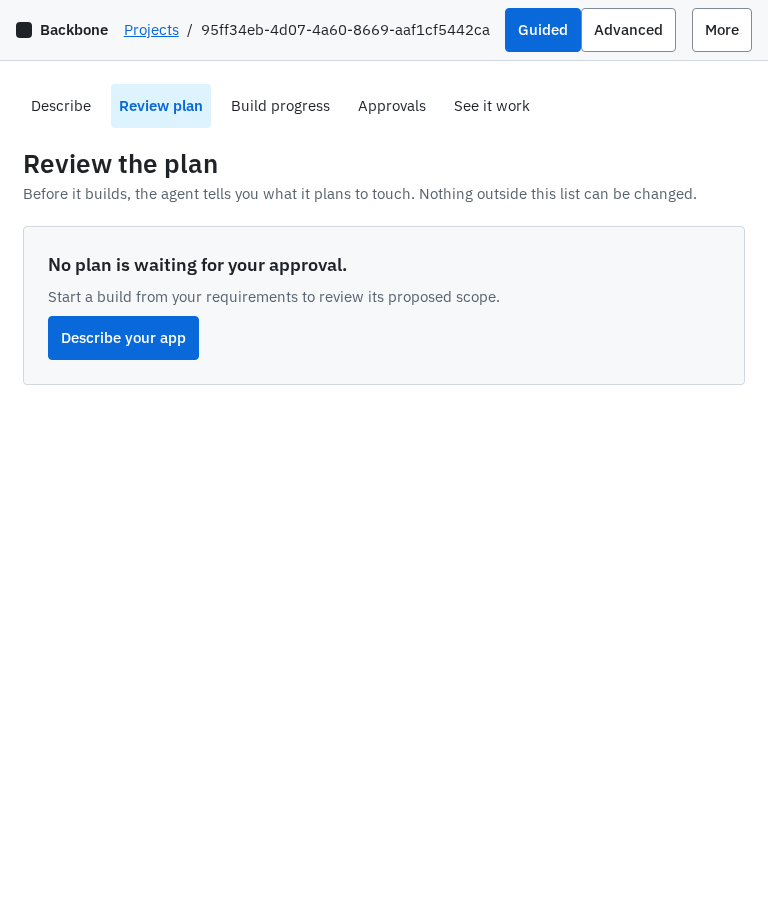 Backbone Projects / 95ff34eb-4d07-4a60-8669-aaf1cf5442ca Guided Advanced More
Describe Review plan Build progress Approvals See it work
Review the plan
Before it builds, the agent tells you what it plans to touch. Nothing outside this list can be changed.
No plan is waiting for your approval.
Start a build from your requirements to review its proposed scope.
Describe your app